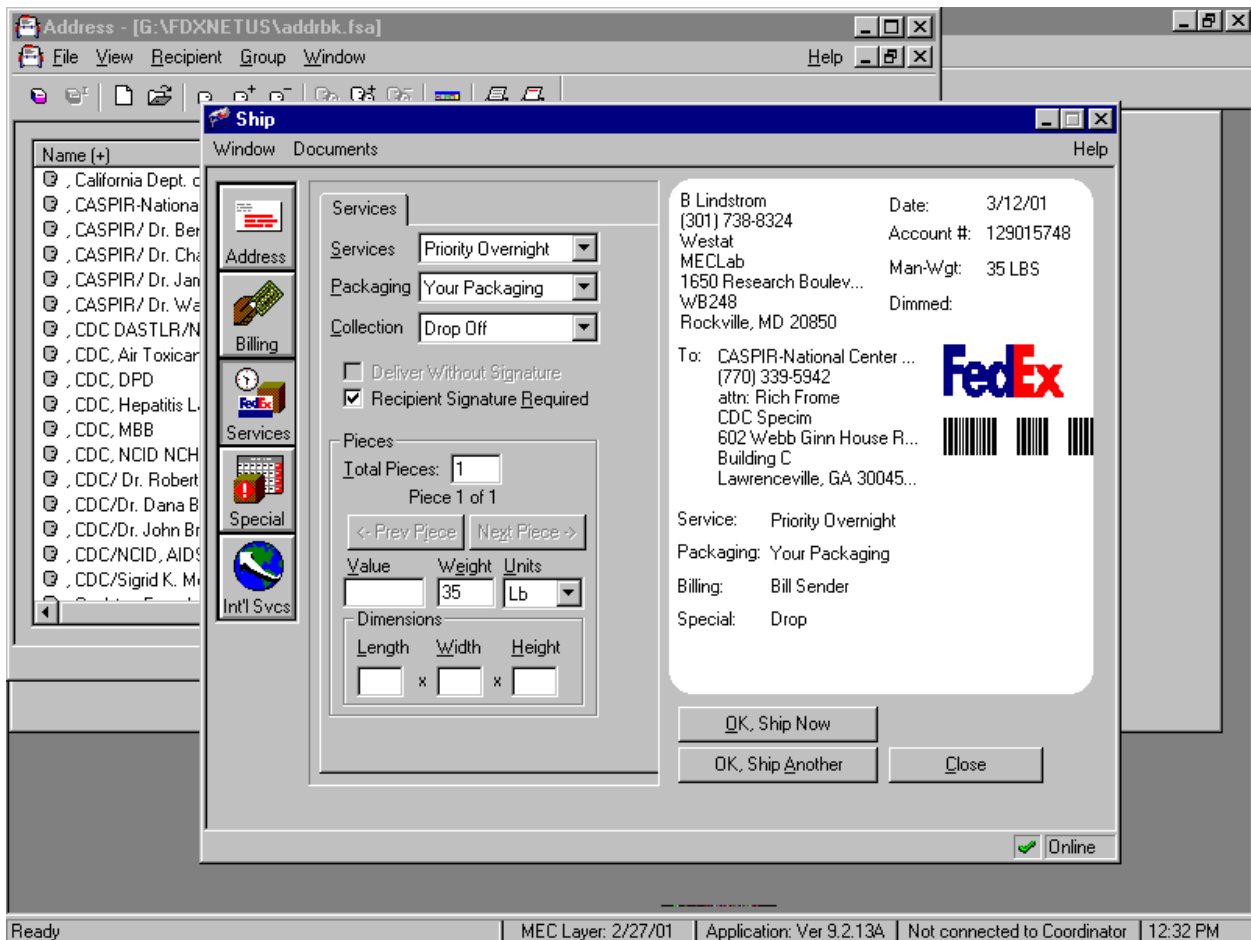 Address - [G:\FDXNETUS\addrbk.fsa]
File View Recipient Group Window Help
Ship
Window Documents Help
Name (+)
, California Dept. o
, CASPIR-Nationa
, CASPIR/ Dr. Ber
, CASPIR/ Dr. Cha
, CASPIR/ Dr. Jan
, CASPIR/ Dr. Wa
, CDC DASTLR/N
, CDC, Air Toxican
, CDC, DPD
, CDC, Hepatitis L
, CDC, MBB
, CDC, NCID NCH
, CDC/ Dr. Robert
, CDC/Dr. Dana B
, CDC/Dr. John Br
, CDC/NCID, AIDS
, CDC/Sigrid K. Mc
Address
Billing
FedEx
Services
Special
Int'l Svcs
Services
Services Priority Overnight
Packaging Your Packaging
Collection Drop Off
Deliver Without Signature
Recipient Signature Required
Pieces
Total Pieces: 1
Piece 1 of 1
<- Prev Piece Next Piece ->
Value Weight Units
35 Lb
Dimensions
Length Width Height
x x
B Lindstrom
(301) 738-8324
Westat
MECLab
1650 Research Boulev...
WB248
Rockville, MD 20850
Date: 3/12/01
Account #: 129015748
Man-Wgt: 35 LBS
Dimmed:
To: CASPIR-National Center ...
(770) 339-5942
attn: Rich Frome
CDC Specim
602 Webb Ginn House R...
Building C
Lawrenceville, GA 30045...
FedEx
Service: Priority Overnight
Packaging: Your Packaging
Billing: Bill Sender
Special: Drop
OK, Ship Now
OK, Ship Another Close
Online
Ready MEC Layer: 2/27/01 Application: Ver 9.2.13A Not connected to Coordinator 12:32 PM